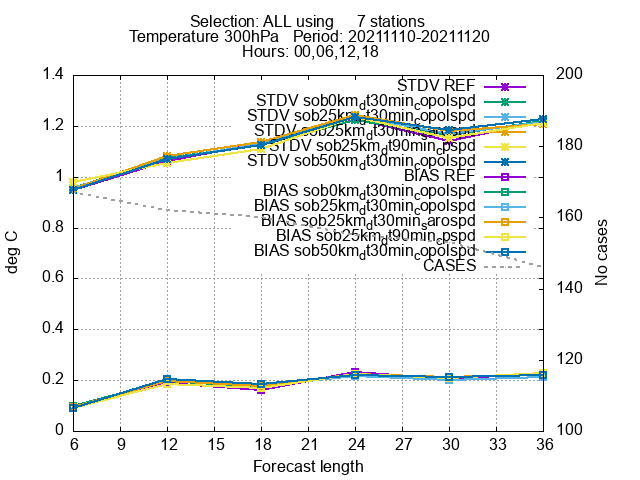 Selection: ALL using 7 stations
Temperature 300hPa Period: 20211110-20211120
Hours: 00,06,12,18
1.4
1.2
1
0.8
0.6
0.4
0.2
0
deg C
STDV REF
STDV sob0km_dt30min_copolspd
STDV sob25km_dt30min_copolspd
STDV sob25km_dt30min_sarospd
STDV sob25km_dt90min_cpspd
STDV sob50km_dt30min_copolspd
BIAS REF
BIAS sob0km_dt30min_copolspd
BIAS sob25km_dt30min_copolspd
BIAS sob25km_dt30min_sarospd
BIAS sob25km_dt90min_cpspd
BIAS sob50km_dt30min_copolspd
CASES
200
180
160
140
120
100
No cases
6 9 12 15 18 21 24 27 30 33 36
Forecast length